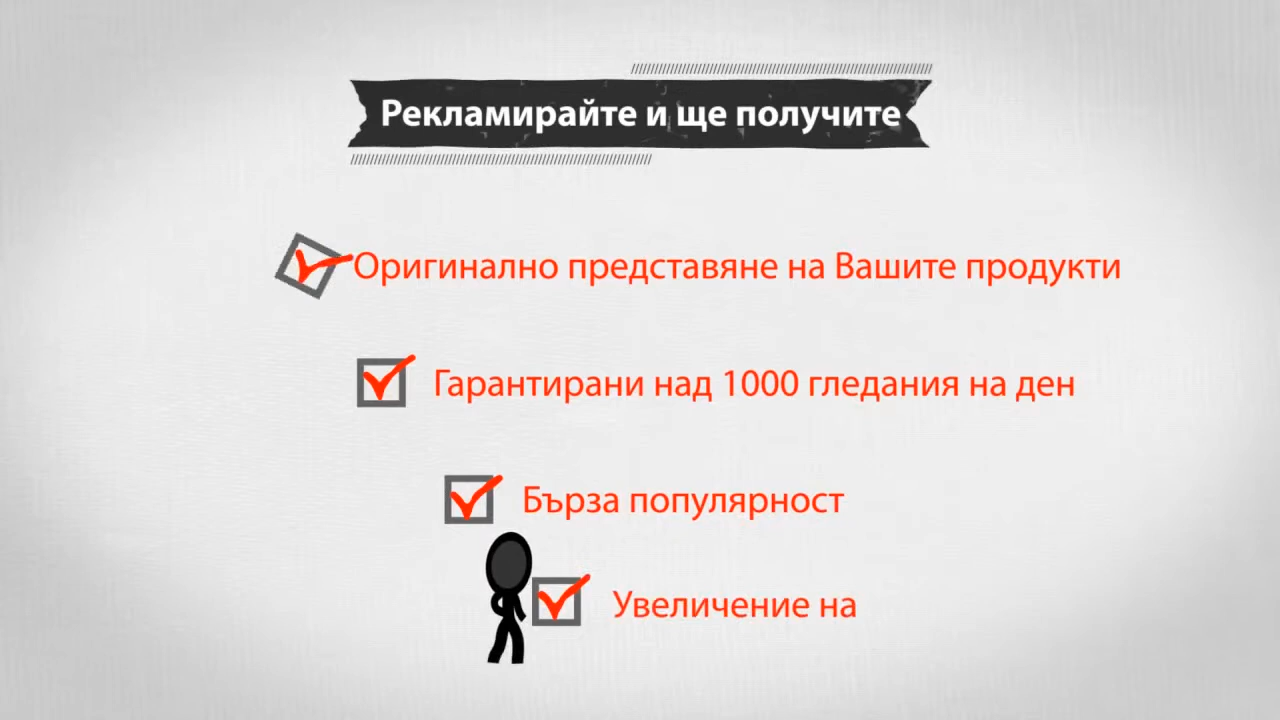 Рекламирайте и ще получите
Оригинално представяне на Вашите продукти
Гарантирани над 1000 гледания на ден
Бърза популярност
Увеличение на